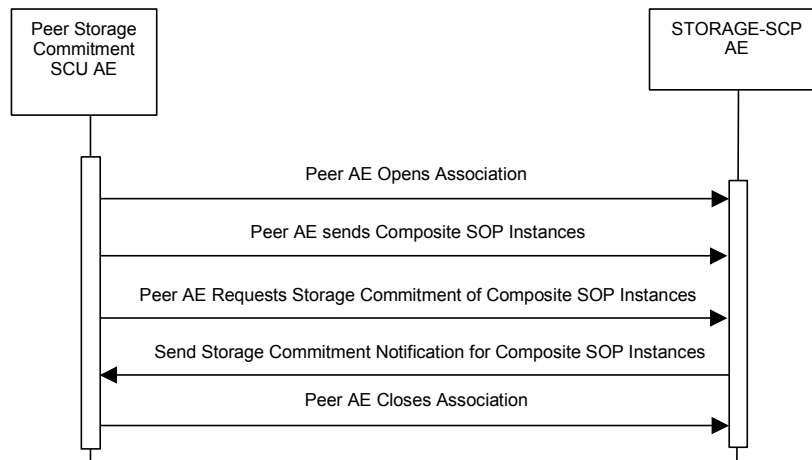 Peer Storage
Commitment
SCU AE
STORAGE-SCP
AE
Peer AE Opens Association
Peer AE sends Composite SOP Instances
Peer AE Requests Storage Commitment of Composite SOP Instances
Send Storage Commitment Notification for Composite SOP Instances
Peer AE Closes Association